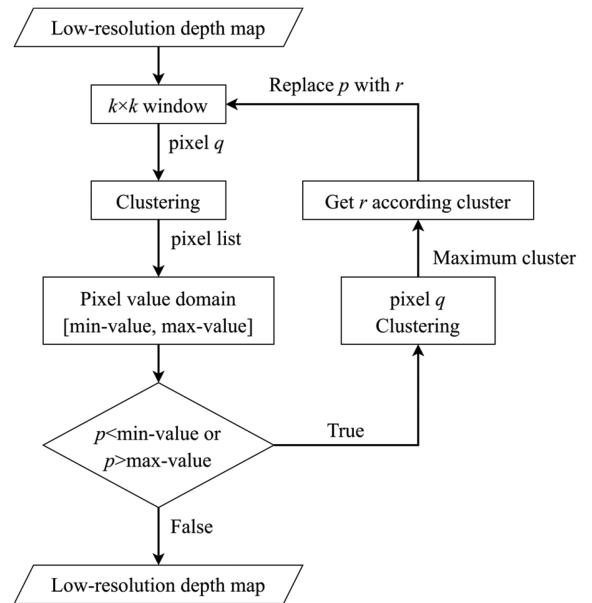 Low-resolution depth map
Replace p with r
k×k window
pixel q
Clustering
Get r according cluster
pixel list
Maximum cluster
Pixel value domain
[min-value, max-value]
pixel q
Clustering
p<min-value or
p>max-value
True
False
Low-resolution depth map